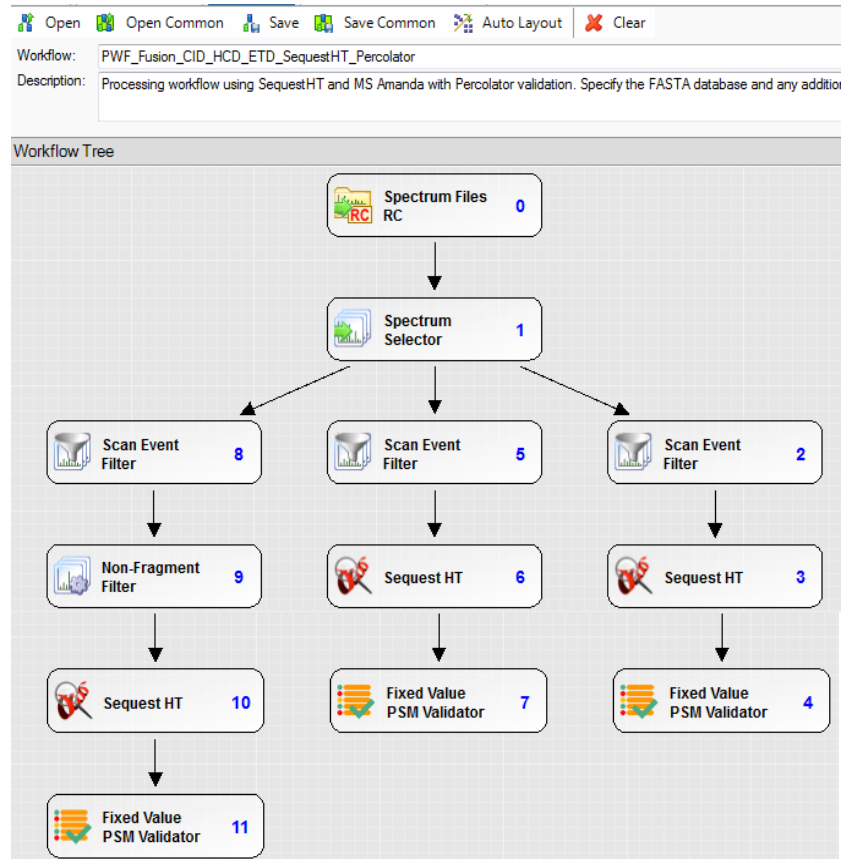 Open Open Common Save Save Common Auto Layout Clear
Workflow: PWF_Fusion_CID_HCD_ETD_SequestHT_Percolator
Description: Processing workflow using SequestHT and MS Amanda with Percolator validation. Specify the FASTA database and any addition
Workflow Tree
Spectrum Files
RC 0
RC
Spectrum
Selector 1
Scan Event
Filter 8
Scan Event
Filter 5
Scan Event
Filter 2
Non-Fragment
Filter 9
Sequest HT 6
Sequest HT 3
Sequest HT 10
Fixed Value
PSM Validator 7
Fixed Value
PSM Validator 4
Fixed Value
PSM Validator 11